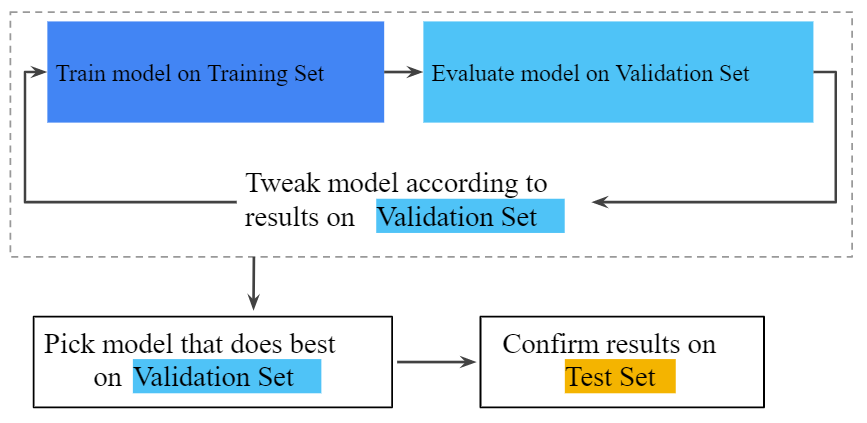 Train model on Training Set
Evaluate model on Validation Set
Tweak model according to
results on Validation Set
Pick model that does best
on Validation Set
Confirm results on
Test Set